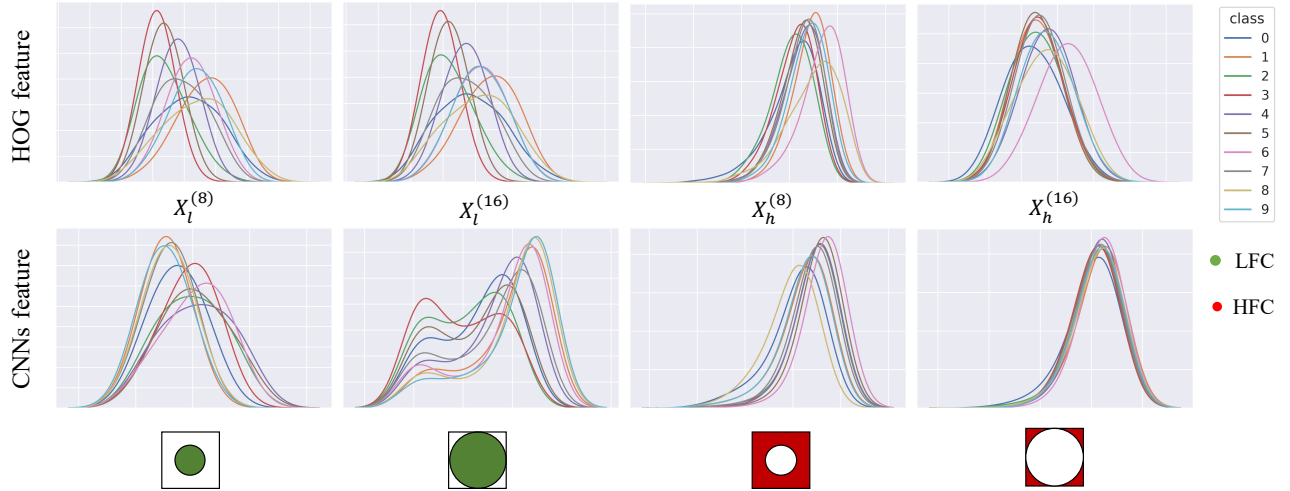 HOG feature
X_l^(8)
X_l^(16)
X_h^(8)
X_h^(16)
class
0
1
2
3
4
5
6
7
8
9
CNNs feature
LFC
HFC